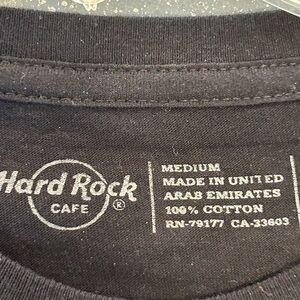 Hard Rock
CAFE ®
MEDIUM
MADE IN UNITED
ARAB EMIRATES
100% COTTON
RN-79177 CA-33603